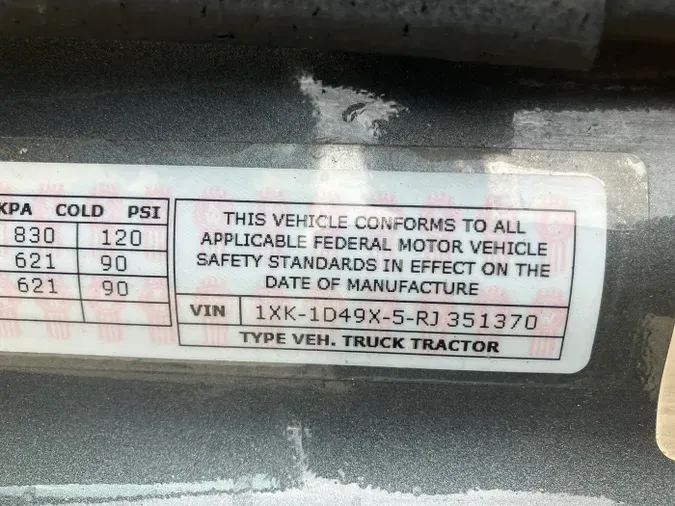 KPA COLD PSI
830 120
621 90
621 90
THIS VEHICLE CONFORMS TO ALL
APPLICABLE FEDERAL MOTOR VEHICLE
SAFETY STANDARDS IN EFFECT ON THE
DATE OF MANUFACTURE
VIN 1XK-1D49X-5-RJ 351370
TYPE VEH. TRUCK TRACTOR